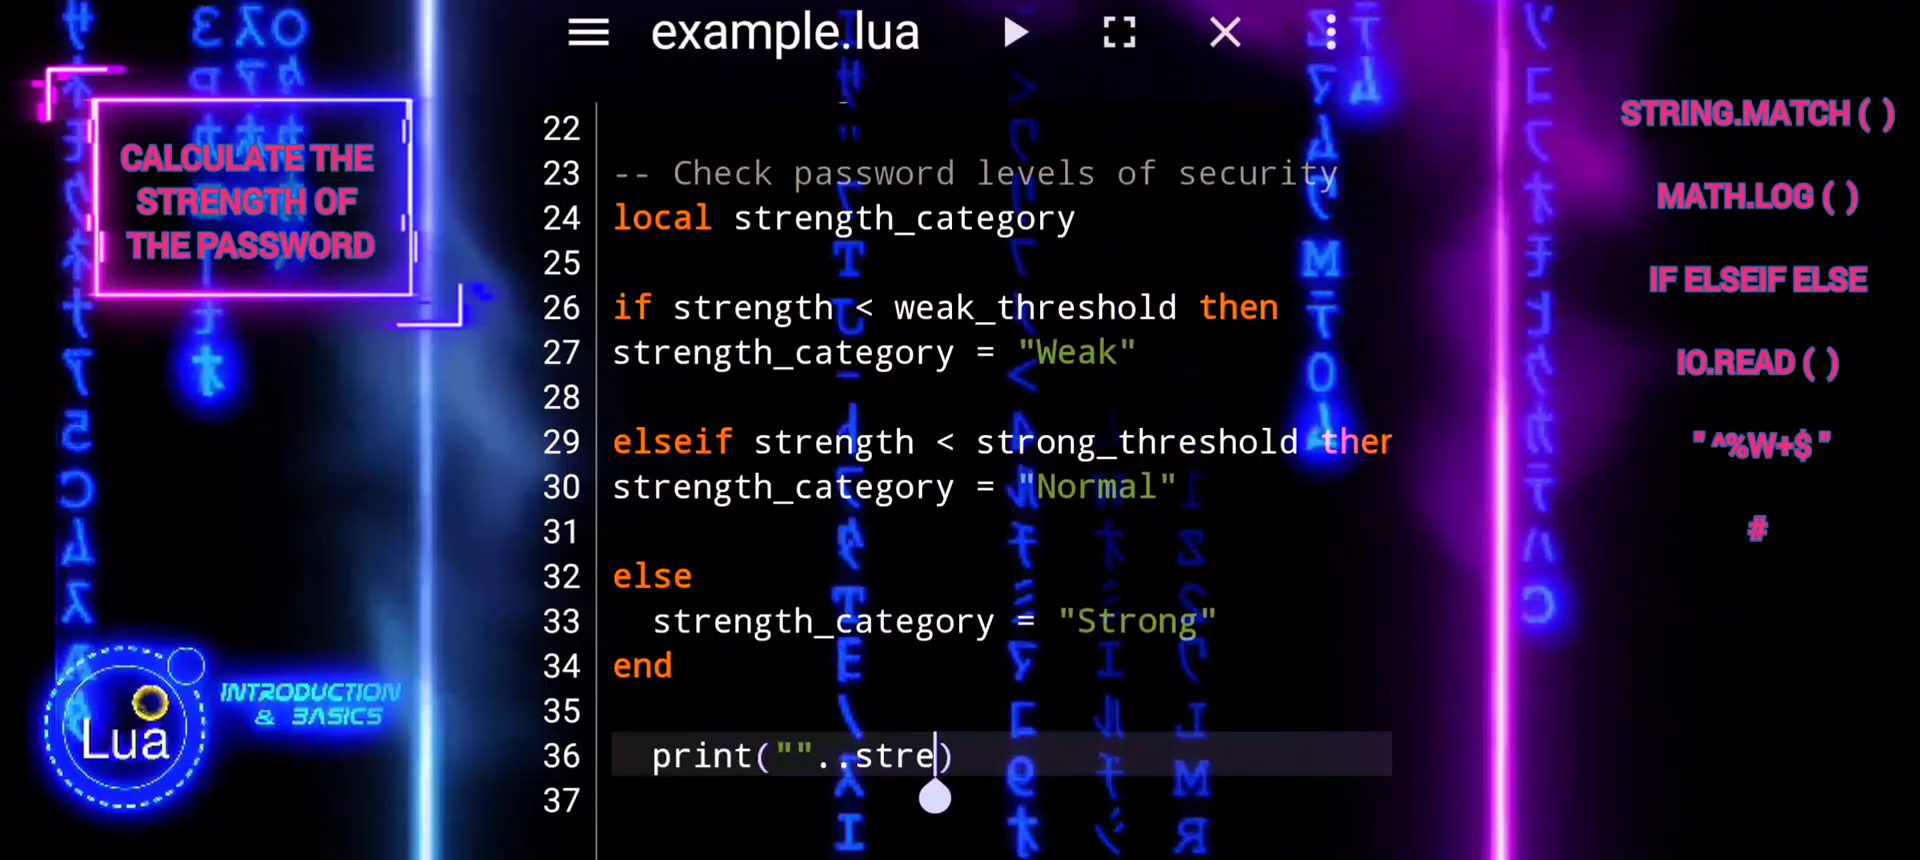 CALCULATE THE
STRENGTH OF
THE PASSWORD
Lua
INTRODUCTION
& BASICS
example.lua
22
23 -- Check password levels of security
24 local strength_category
25
26 if strength < weak_threshold then
27 strength_category = "Weak"
28
29 elseif strength < strong_threshold ther
30 strength_category = "Normal"
31
32 else
33 strength_category = "Strong"
34 end
35
36 print(""..stre)
37
STRING.MATCH ( )
MATH.LOG ( )
IF ELSEIF ELSE
IO.READ ( )
" ^%W+$ "
#